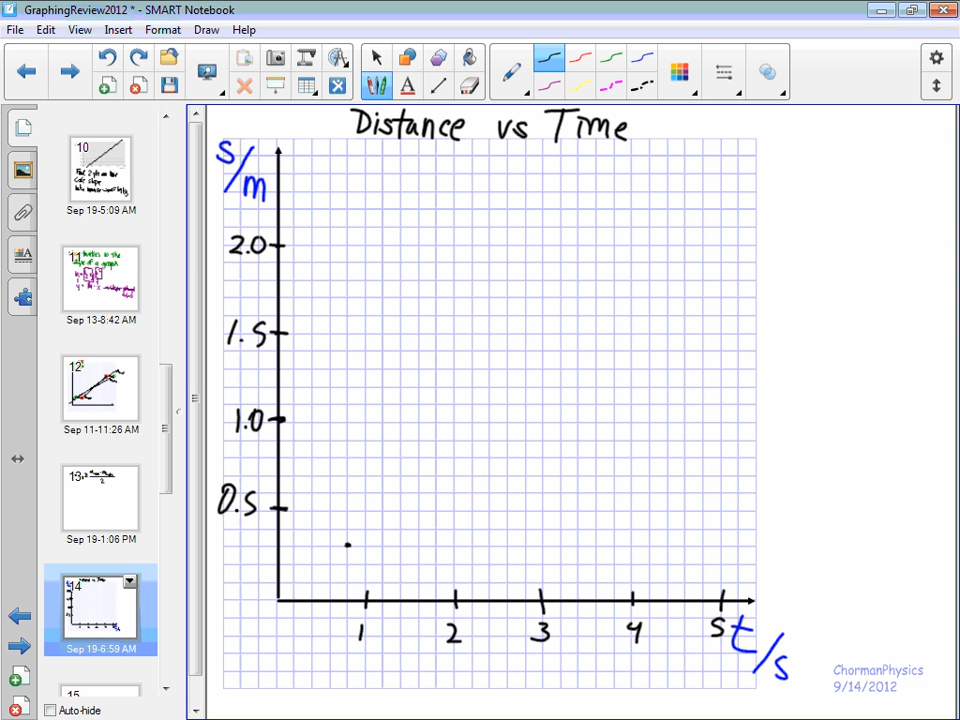 GraphingReview2012 * - SMART Notebook
File Edit View Insert Format Draw Help
10
Sep 19-5:09 AM
11
Sep 13-8:42 AM
12
Sep 11-11:26 AM
13
2
Sep 19-1:06 PM
14
Sep 19-6:59 AM
15
Auto-hide
Distance vs Time
s/m
2.0
1.5
1.0
0.5
1 2 3 4 5
t/s
ChormanPhysics
9/14/2012